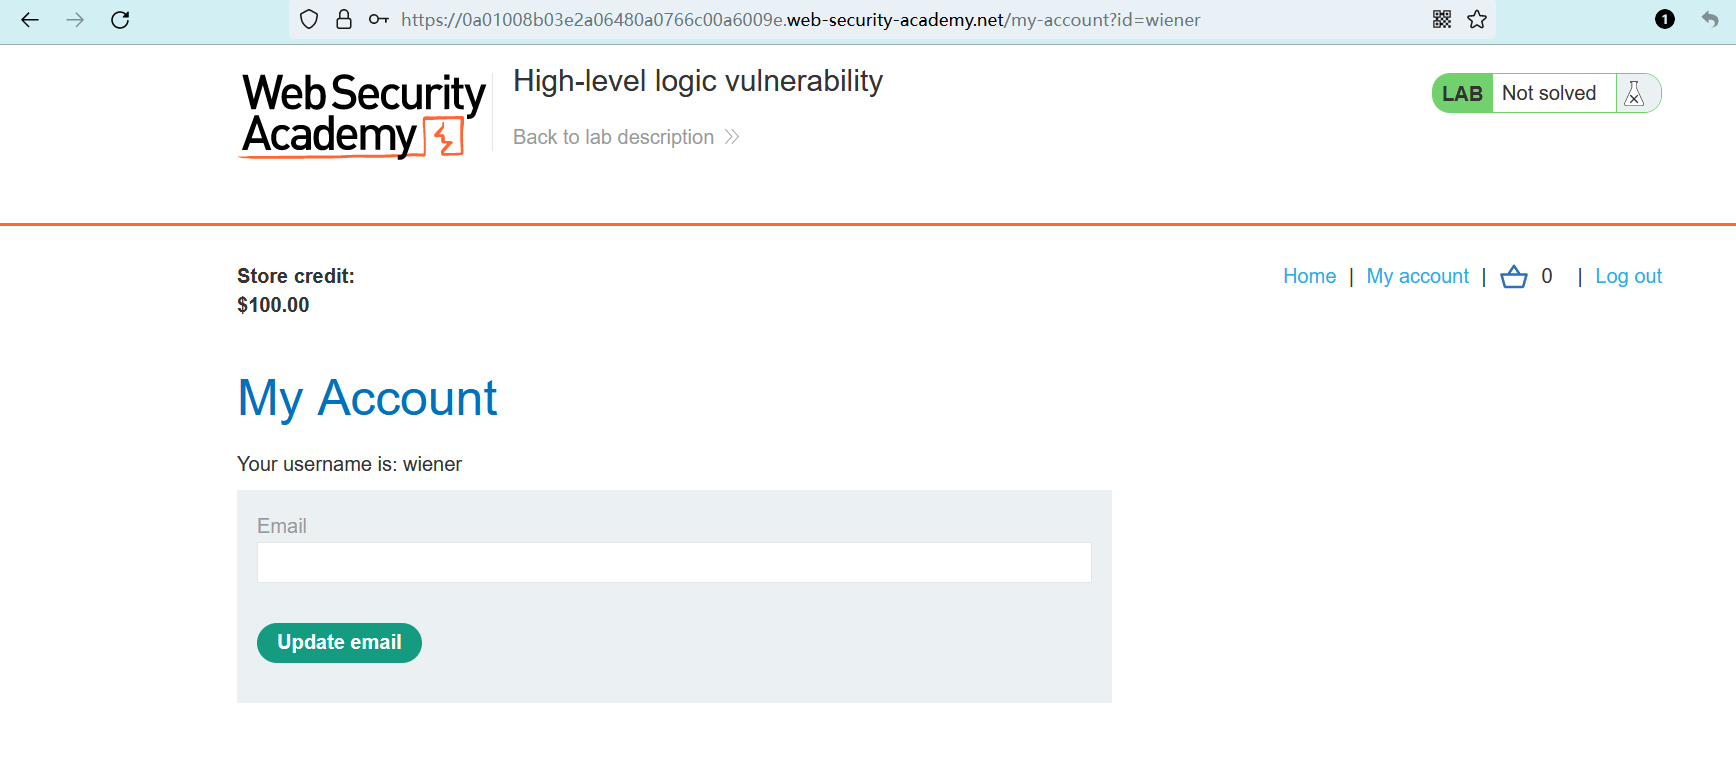 https://0a01008b03e2a06480a0766c00a6009e.web-security-academy.net/my-account?id=wiener
1
Web Security
Academy
High-level logic vulnerability
Back to lab description
LAB Not solved
Store credit:
$100.00
Home | My account | 0 | Log out
My Account
Your username is: wiener
Email
Update email